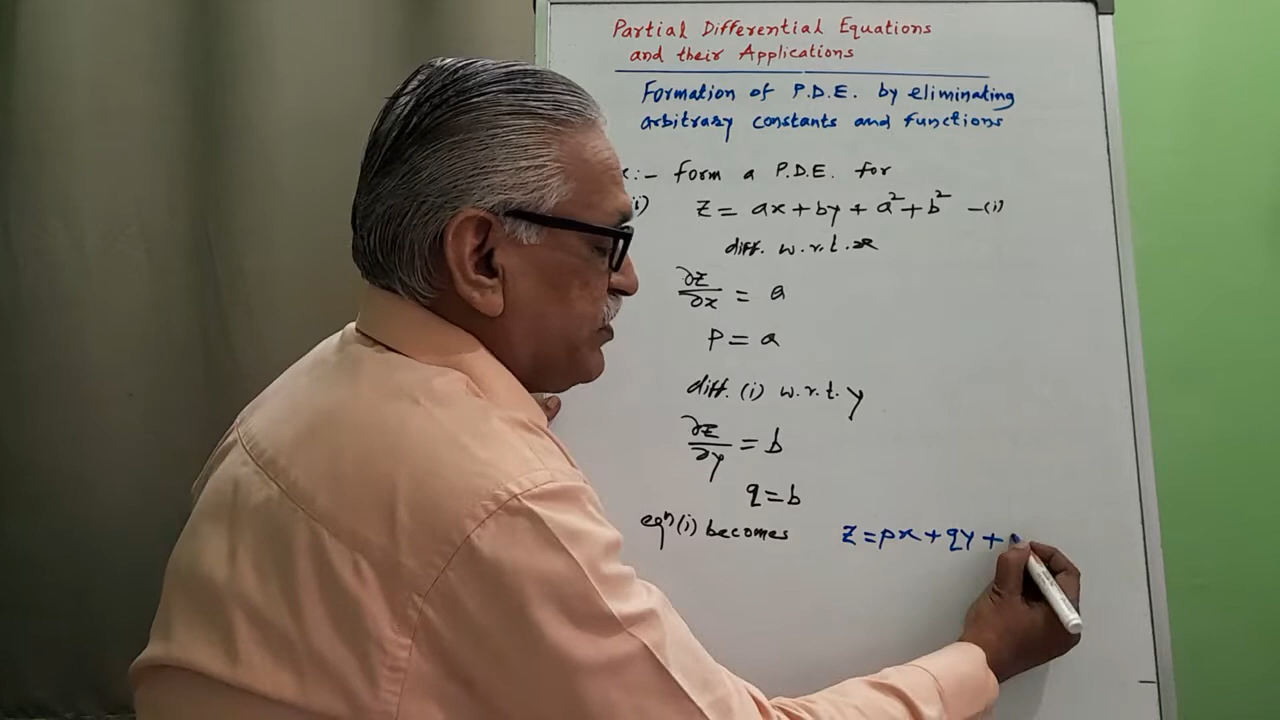 Partial Differential Equations
and their Applications
Formation of P.D.E. by eliminating
arbitrary constants and functions
:- form a P.D.E. for
i) Z = ax + by + a² + b² —(i)
diff. w.r.t. x
∂z/∂x = a
P = a
diff. (i) w.r.t. y
∂z/∂y = b
q = b
eqⁿ (i) becomes Z = px + qy +